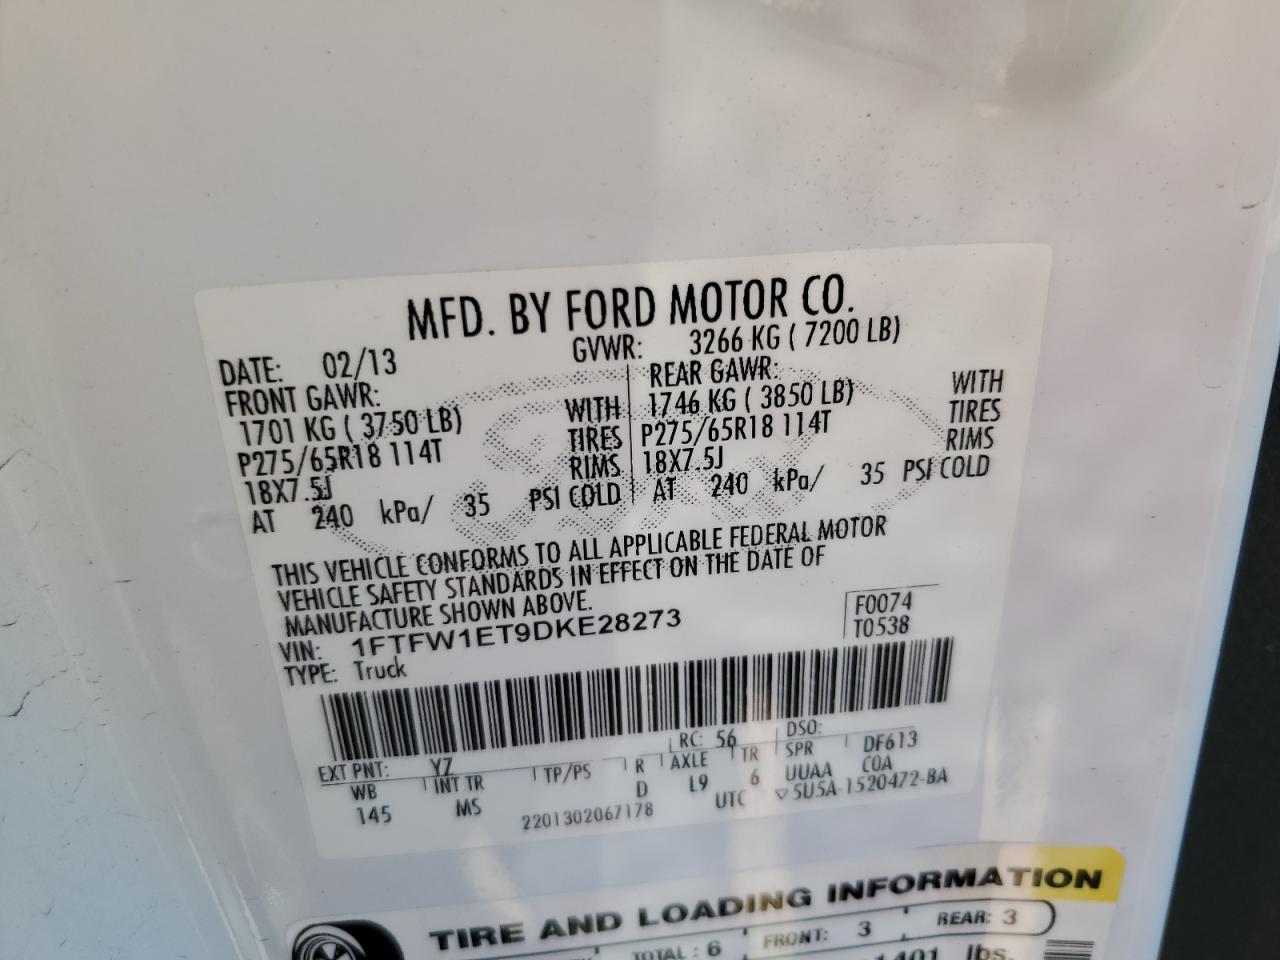 MFD. BY FORD MOTOR CO.
DATE: 02/13 GVWR: 3266 KG ( 7200 LB)
FRONT GAWR: REAR GAWR:
1701 KG ( 3750 LB) WITH 1746 KG ( 3850 LB) WITH
P275/65R18 114T TIRES P275/65R18 114T TIRES
18X7.5J RIMS 18X7.5J RIMS
AT 240 kPa/ 35 PSI COLD AT 240 kPa/ 35 PSI COLD
THIS VEHICLE CONFORMS TO ALL APPLICABLE FEDERAL MOTOR
VEHICLE SAFETY STANDARDS IN EFFECT ON THE DATE OF
MANUFACTURE SHOWN ABOVE.
VIN: 1FTFW1ET9DKE28273 F0074
TYPE: Truck T0538
EXT PNT: YZ RC: 56 DSO:
WB INT TR TP/PS R AXLE TR SPR DF613
145 MS D L9 6 UUAA COA
2201302067178 UTC ▽5U5A-1520472-BA
TIRE AND LOADING INFORMATION
TOTAL : 6 FRONT: 3 REAR: 3
1401 lbs.